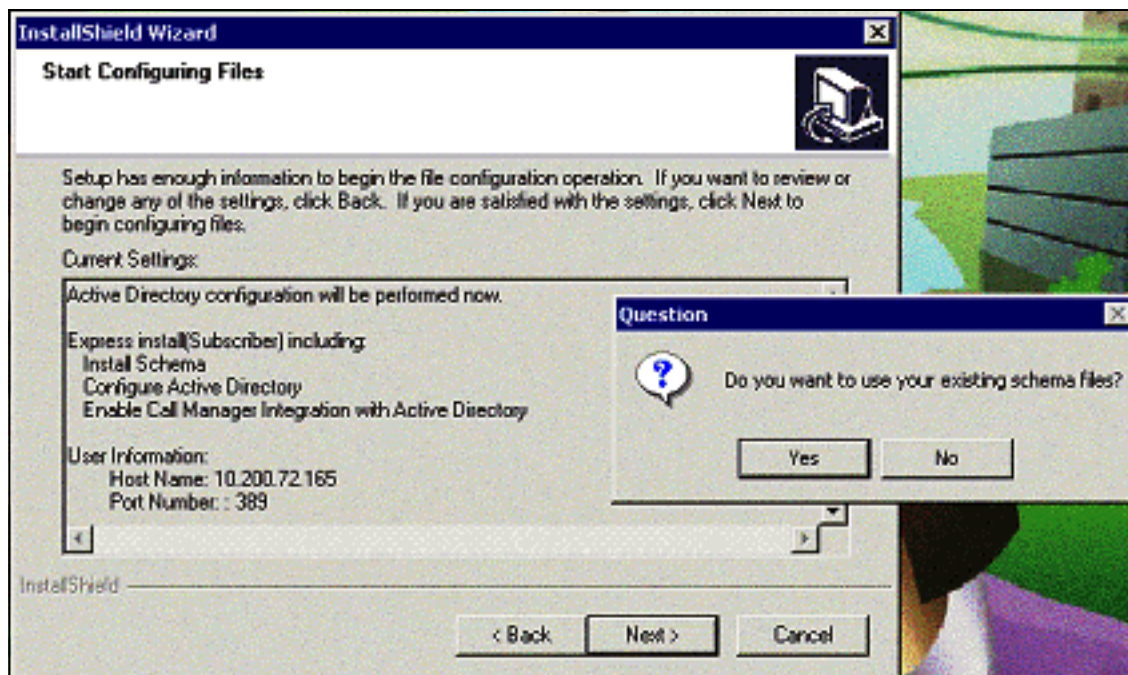 InstallShield Wizard
Start Configuring Files
Setup has enough information to begin the file configuration operation. If you want to review or
change any of the settings, click Back. If you are satisfied with the settings, click Next to
begin configuring files.
Current Settings:
Active Directory configuration will be performed now.
Express install(Subscriber) including:
Install Schema
Configure Active Directory
Enable Call Manager Integration with Active Directory
User Information:
Host Name: 10.200.72.165
Port Number: : 389
Question
Do you want to use your existing schema files?
Yes
No
InstallShield
< Back
Next >
Cancel